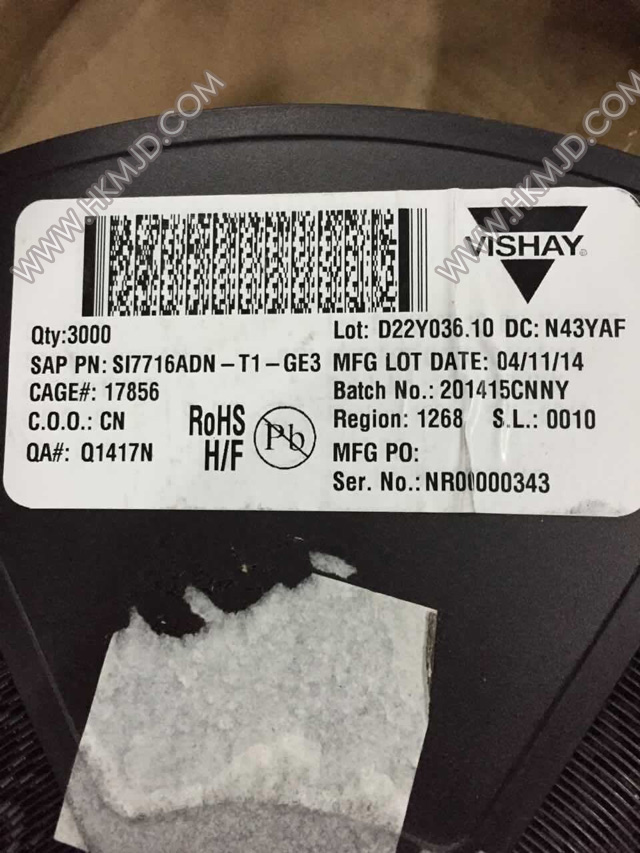 WWW.HKMJD.COM
WWW.HKMJD.COM
VISHAY
Qty:3000
Lot: D22Y036.10 DC: N43YAF
SAP PN: SI7716ADN-T1-GE3
MFG LOT DATE: 04/11/14
CAGE#: 17856
Batch No.: 201415CNNY
C.O.O.: CN
RoHS
H/F
Pb
Region: 1268 S.L.: 0010
QA#: Q1417N
MFG PO:
Ser. No.: NR00000343